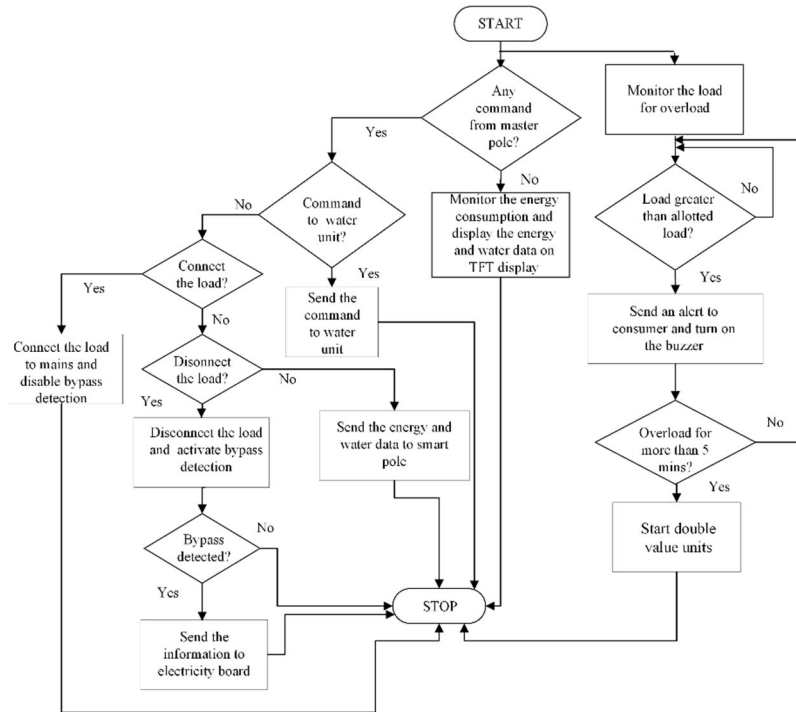 START
Any
command
from master
pole?
Monitor the load
for overload
Yes
No
No
Command
to water
unit?
Monitor the energy
consumption and
display the energy
and water data on
TFT display
Load greater
than allotted
load?
No
Connect
the load?
Yes
Yes
Send the
command to
water unit
Yes
Send an alert to
consumer and turn on
the buzzer
No
Connect the load
to mains and
disable bypass
detection
Disonnect
the load?
No
Yes
Disconnect the load
and activate bypass
detection
Send the energy and
water data to smart
pole
Overload for
more than 5
mins?
No
Yes
Bypass
detected?
No
Start double
value units
Yes
STOP
Send the
information to
electricity board